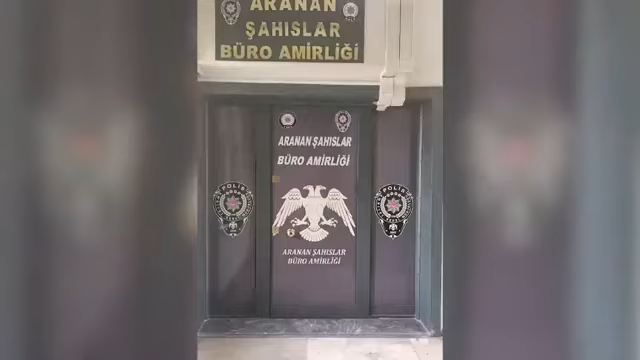 ARANAN
ŞAHISLAR
BÜRO AMİRLİĞİ
ARANAN ŞAHISLAR
BÜRO AMİRLİĞİ
POLİS
POLİS
ARANAN ŞAHISLAR
BÜRO AMİRLİĞİ